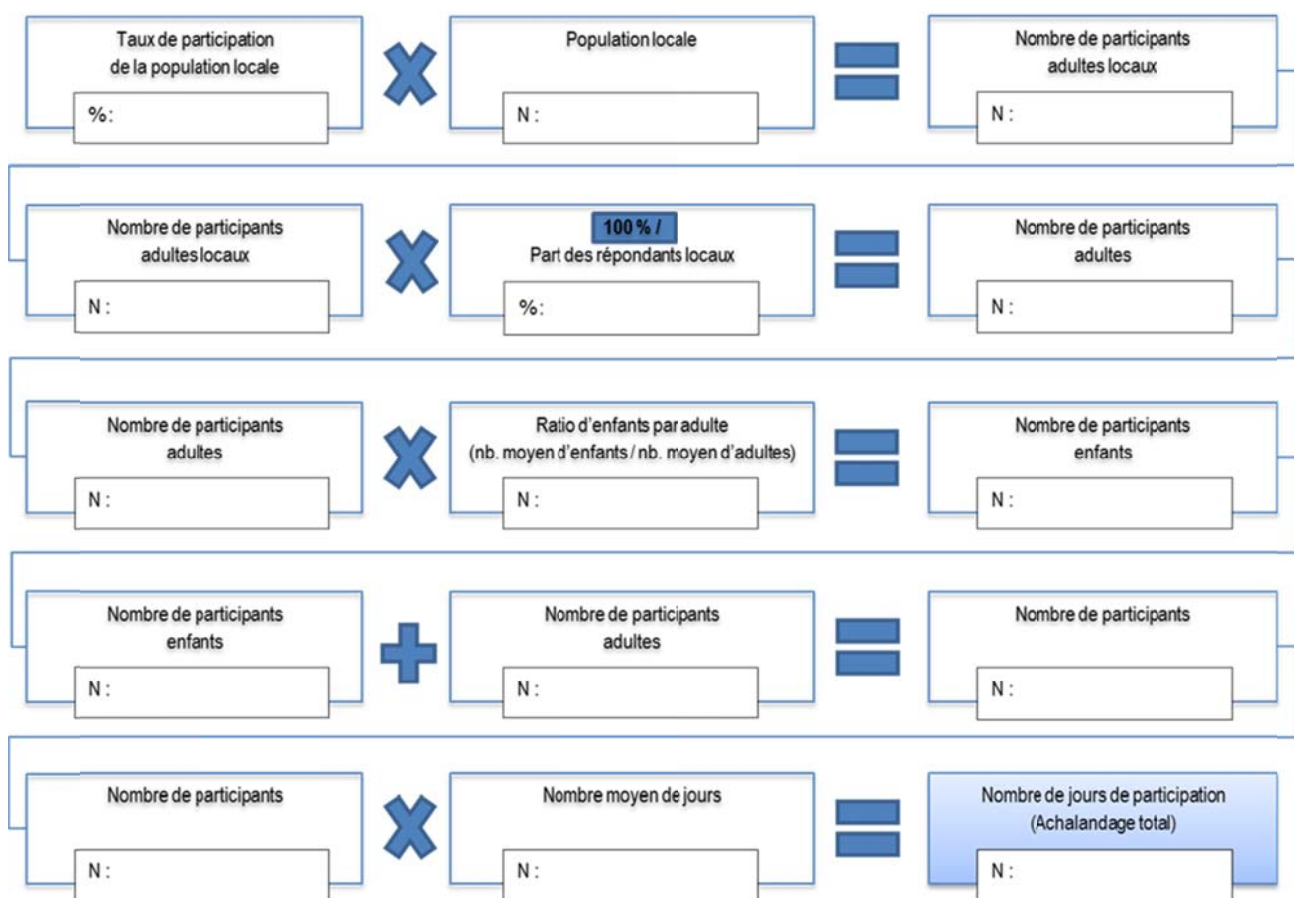 Taux de participation
de la population locale
%:
Population locale
N :
Nombre de participants
adultes locaux
N :
Nombre de participants
adultes locaux
N :
100 % /
Part des répondants locaux
%:
Nombre de participants
adultes
N :
Nombre de participants
adultes
N :
Ratio d'enfants par adulte
(nb. moyen d'enfants / nb. moyen d'adultes)
N :
Nombre de participants
enfants
N :
Nombre de participants
enfants
N :
Nombre de participants
adultes
N :
Nombre de participants
N :
Nombre de participants
N :
Nombre moyen de jours
N :
Nombre de jours de participation
(Achalandage total)
N :